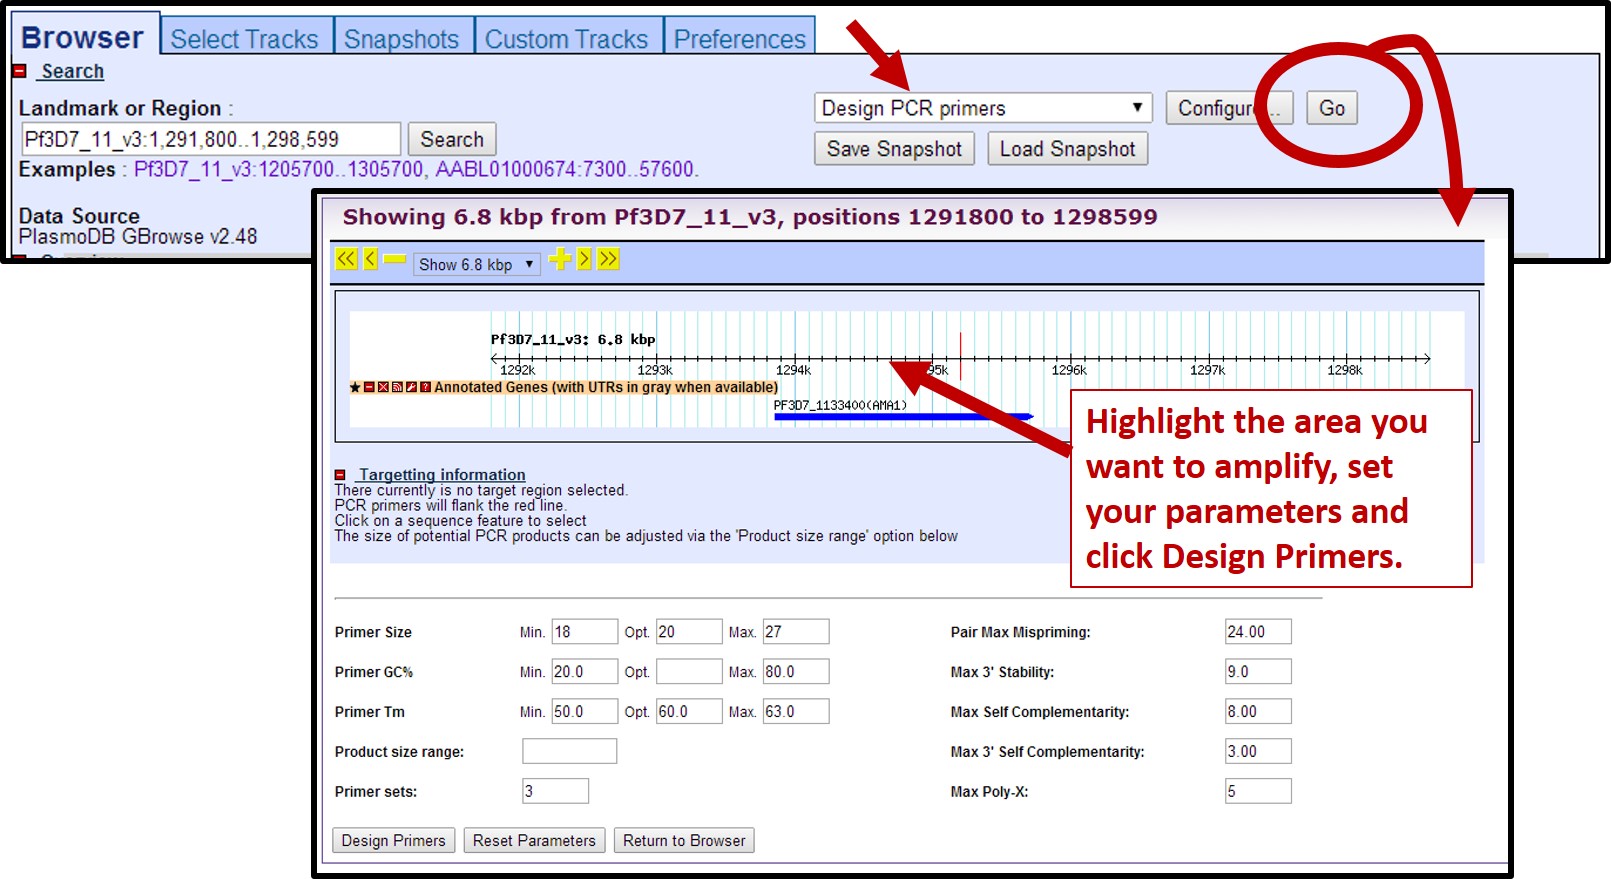 Browser Select Tracks Snapshots Custom Tracks Preferences
Search
Landmark or Region :
Design PCR primers Go
Pf3D7_11_v3:1,291,800..1,298,599 Search
Save Snapshot Load Snapshot
Examples : Pf3D7_11_v3:1205700..1305700, AABL01000674:7300..57600.
Data Source
PlasmoDB GBrowse v2.48
Showing 6.8 kbp from Pf3D7_11_v3, positions 1291800 to 1298599
<< < Show 6.8 kbp > >>
Pf3D7_11_v3: 6.8 kbp
1292k 1293k 1294k 1296k 1297k 1298k
Annotated Genes (with UTRs in gray when available)
PF3D7_1133400(AMA1)
Highlight the area you
want to amplify, set
your parameters and
click Design Primers.
Targetting information
There currently is no target region selected.
PCR primers will flank the red line.
Click on a sequence feature to select
The size of potential PCR products can be adjusted via the 'Product size range' option below
Primer Size Min. 18 Opt. 20 Max. 27 Pair Max Mispriming: 24.00
Primer GC% Min. 20.0 Opt. Max. 80.0 Max 3' Stability: 9.0
Primer Tm Min. 50.0 Opt. 60.0 Max. 63.0 Max Self Complementarity: 8.00
Product size range: Max 3' Self Complementarity: 3.00
Primer sets: 3 Max Poly-X: 5
Design Primers Reset Parameters Return to Browser